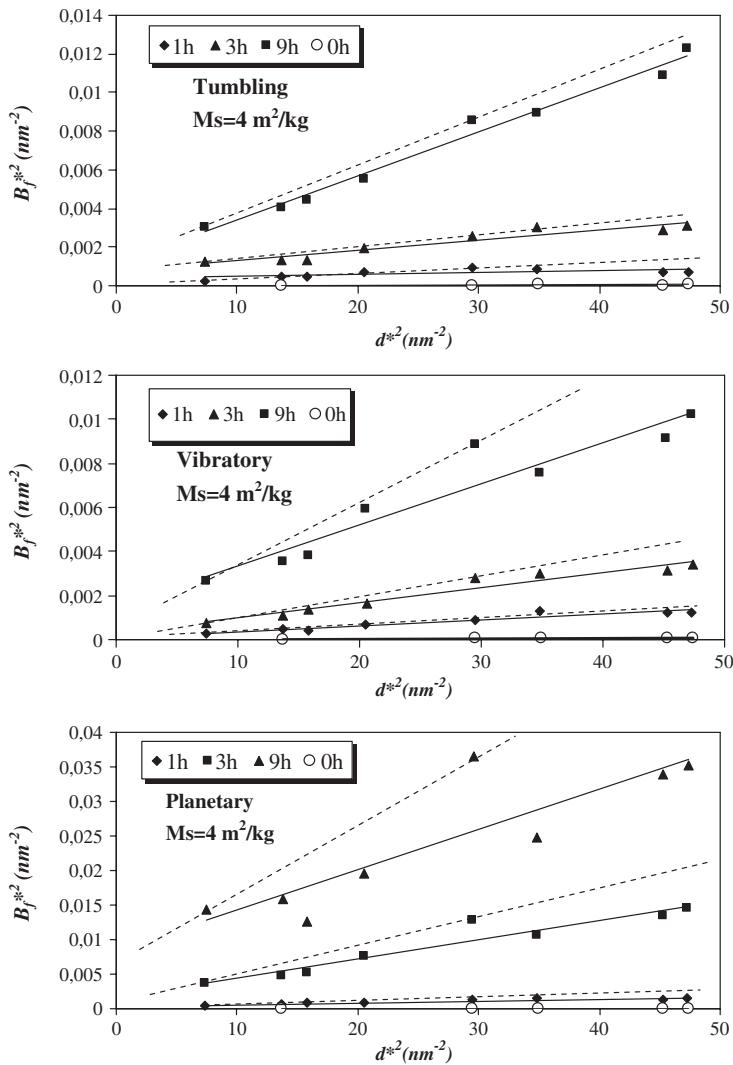 0,014
◆ 1h ▲ 3h ■ 9h ○ 0h
0,012
Tumbling
0,01
Ms=4 m²/kg
0,008
0,006
0,004
0,002
0
0 10 20 30 40 50
d*²(nm⁻²)
B_f*² (nm⁻²)
0,012
◆ 1h ▲ 3h ■ 9h ○ 0h
0,01
Vibratory
0,008
Ms=4 m²/kg
0,006
0,004
0,002
0
0 10 20 30 40 50
d*²(nm⁻²)
B_f*² (nm⁻²)
0,04
◆ 1h ■ 3h ▲ 9h ○ 0h
0,035
Planetary
0,03
Ms=4 m²/kg
0,025
0,02
0,015
0,01
0,005
0
0 10 20 30 40 50
d*²(nm⁻²)
B_f*² (nm⁻²)